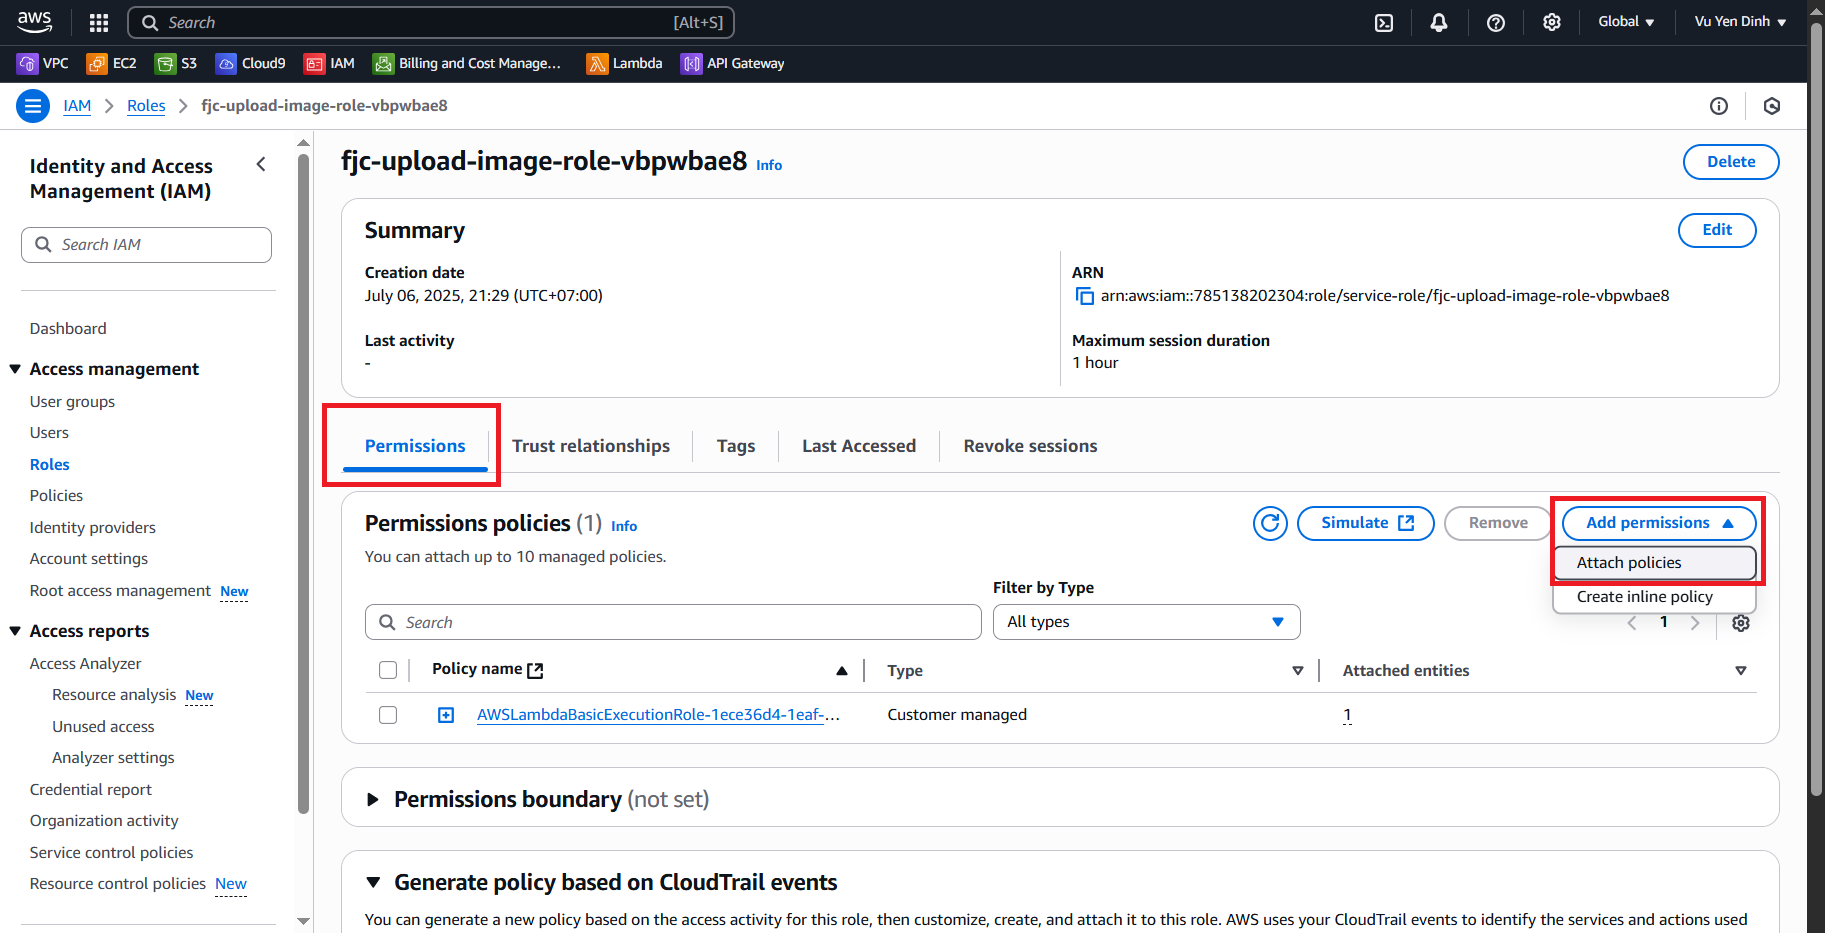 aws
Search
[Alt+S]
Global
Vu Yen Dinh
VPC
EC2
S3
Cloud9
IAM
Billing and Cost Manage...
Lambda
API Gateway
IAM
Roles
fjc-upload-image-role-vbpwbae8
Identity and Access
Management (IAM)
Search IAM
Dashboard
Access management
User groups
Users
Roles
Policies
Identity providers
Account settings
Root access management New
Access reports
Access Analyzer
Resource analysis New
Unused access
Analyzer settings
Credential report
Organization activity
Service control policies
Resource control policies New
fjc-upload-image-role-vbpwbae8 Info
Delete
Summary
Edit
Creation date
July 06, 2025, 21:29 (UTC+07:00)
ARN
arn:aws:iam::785138202304:role/service-role/fjc-upload-image-role-vbpwbae8
Last activity
-
Maximum session duration
1 hour
Permissions
Trust relationships
Tags
Last Accessed
Revoke sessions
Permissions policies (1) Info
Simulate
Remove
Add permissions
You can attach up to 10 managed policies.
Attach policies
Create inline policy
Filter by Type
Search
All types
1
Policy name
Type
Attached entities
AWSLambdaBasicExecutionRole-1ece36d4-1eaf-...
Customer managed
1
Permissions boundary (not set)
Generate policy based on CloudTrail events
You can generate a new policy based on the access activity for this role, then customize, create, and attach it to this role. AWS uses your CloudTrail events to identify the services and actions used